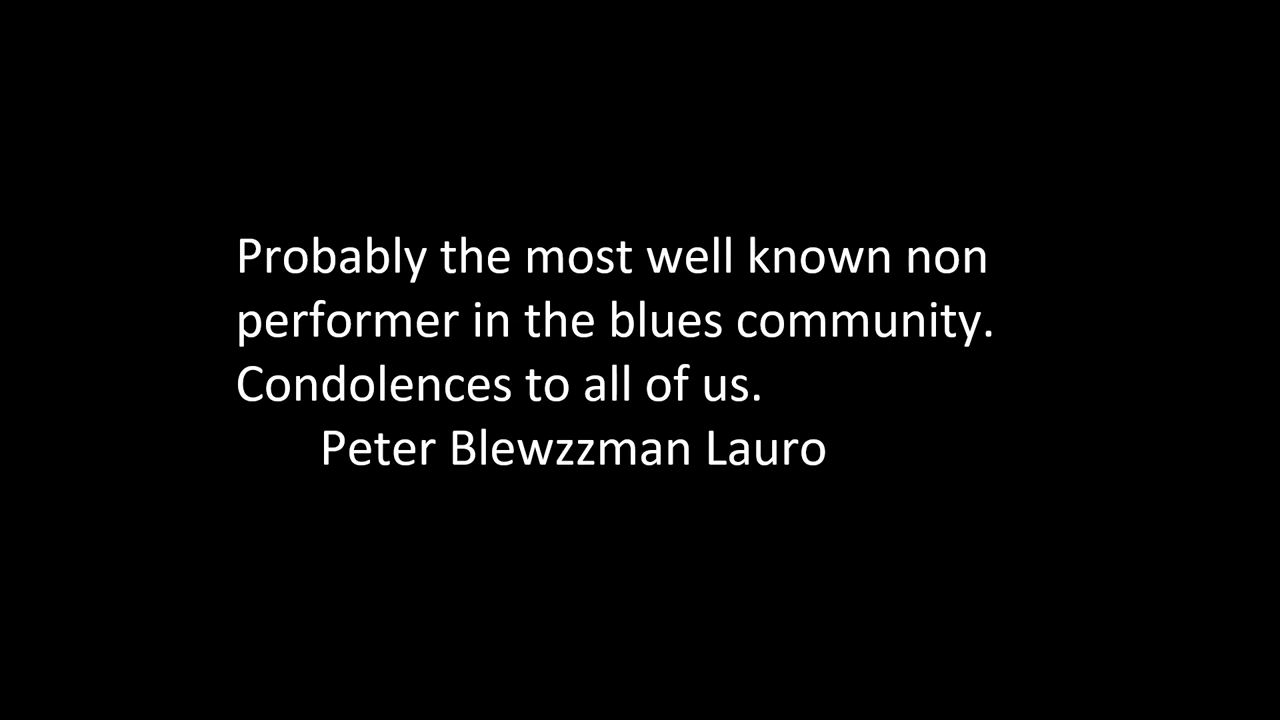 Probably the most well known non
performer in the blues community.
Condolences to all of us.
Peter Blewzzman Lauro